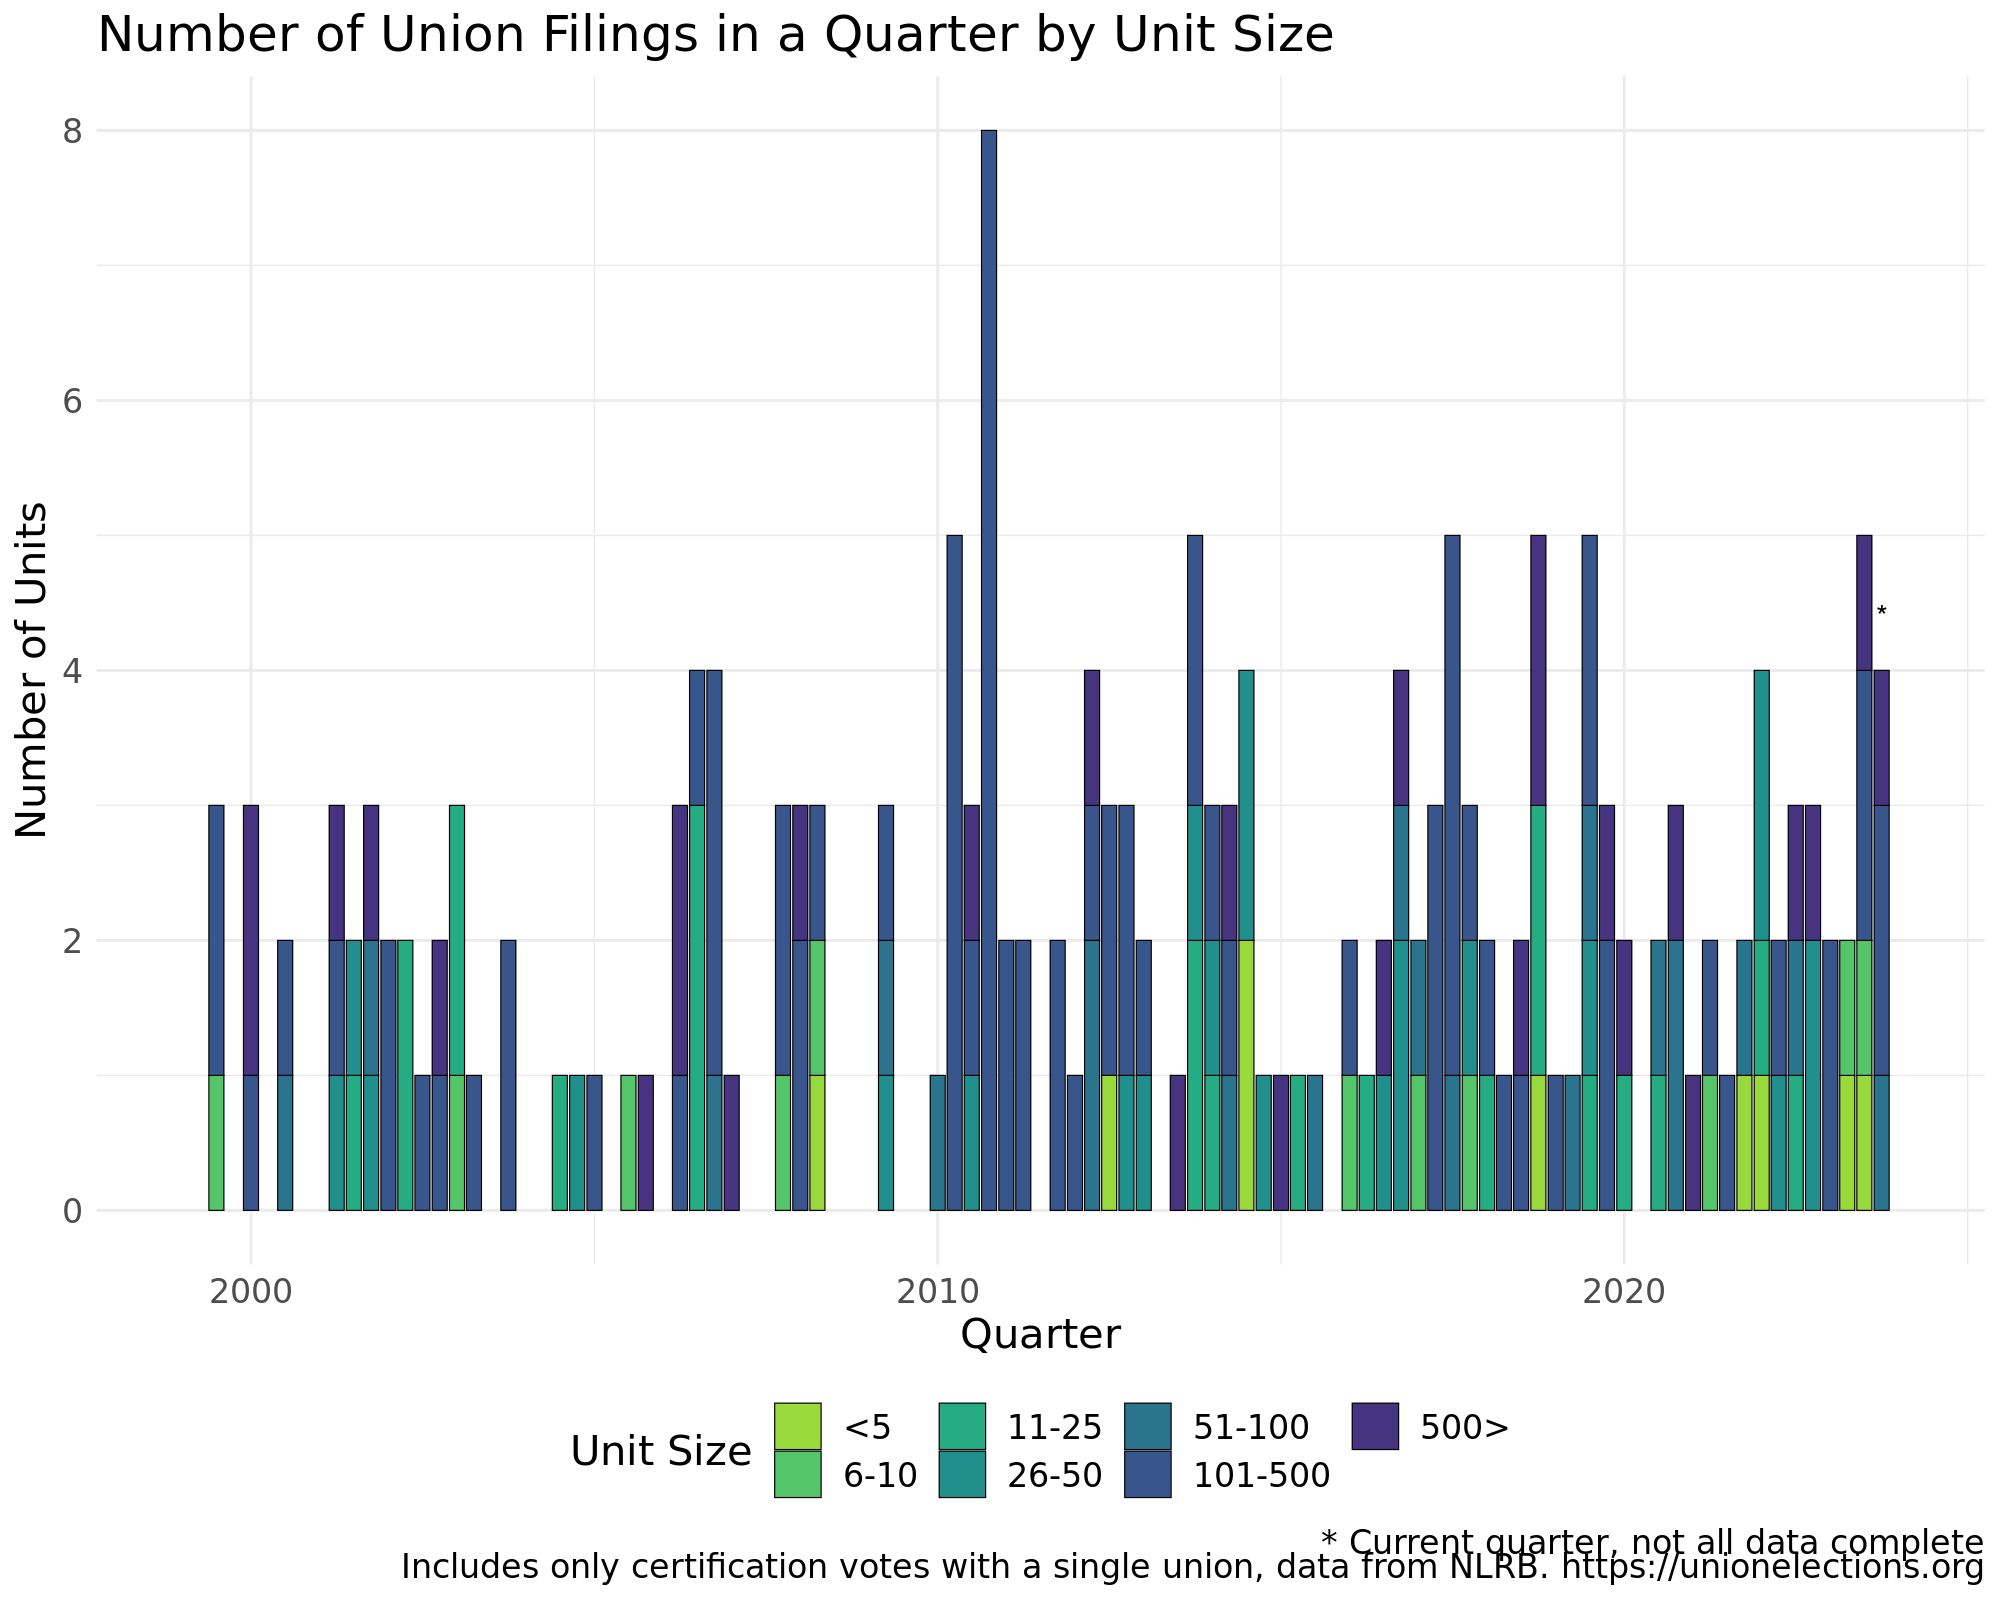 Number of Union Filings in a Quarter by Unit Size
Number of Units
8
6
4
2
0
*
2000 2010 2020
Quarter
Unit Size
<5 11-25 51-100 500>
6-10 26-50 101-500
* Current quarter, not all data complete
Includes only certification votes with a single union, data from NLRB. https://unionelections.org